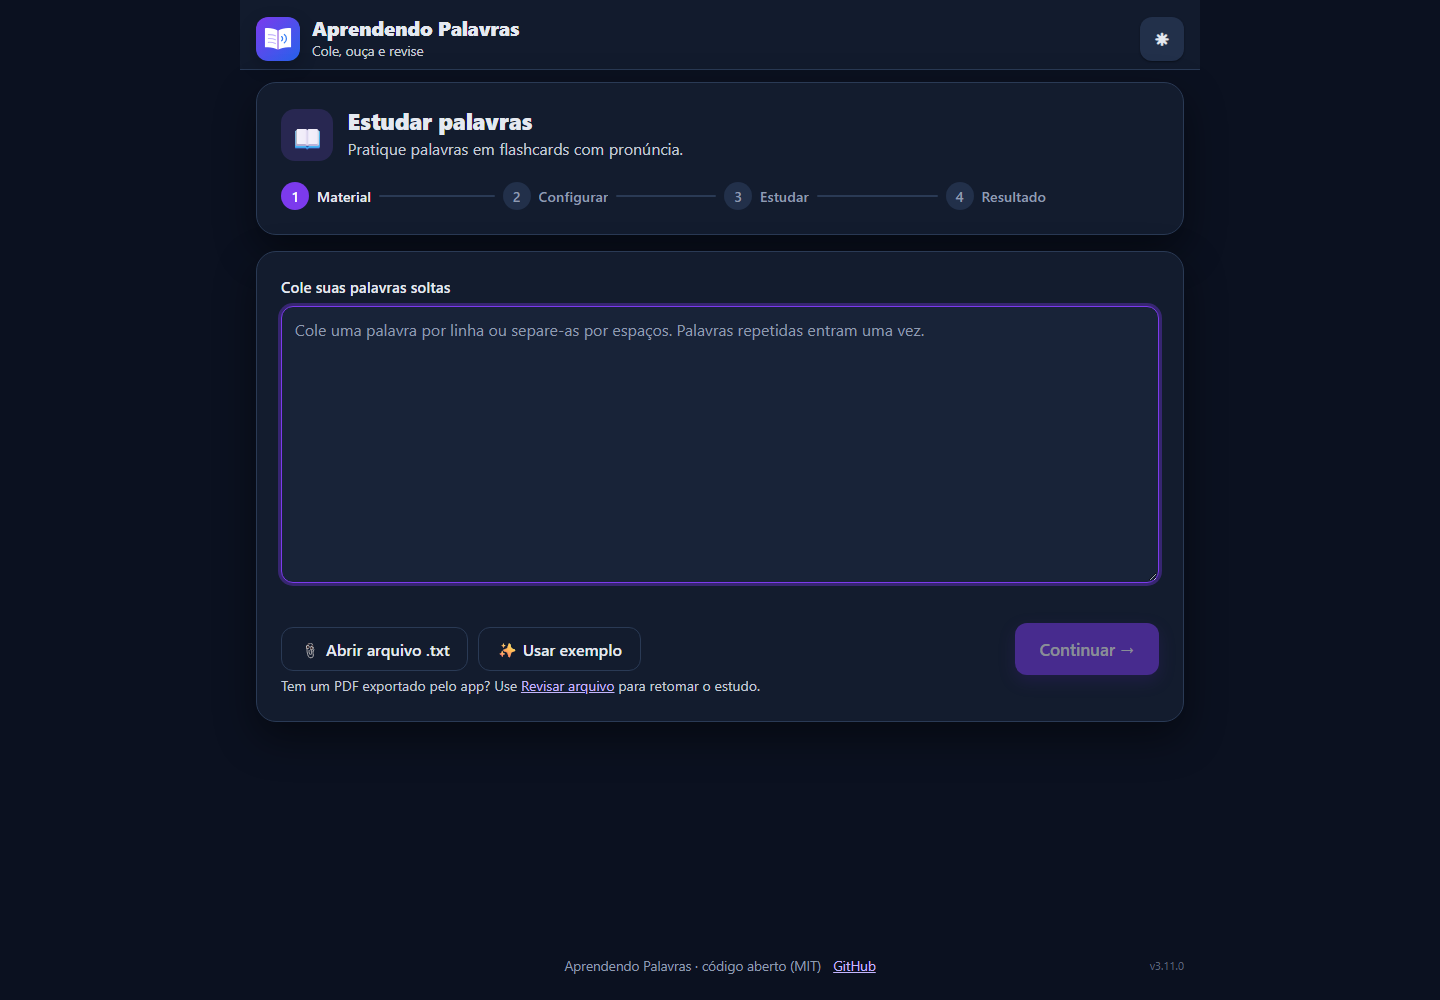 Aprendendo Palavras
Cole, ouça e revise
Estudar palavras
Pratique palavras em flashcards com pronúncia.
1 Material 2 Configurar 3 Estudar 4 Resultado
Cole suas palavras soltas
Cole uma palavra por linha ou separe-as por espaços. Palavras repetidas entram uma vez.
Abrir arquivo .txt Usar exemplo Continuar →
Tem um PDF exportado pelo app? Use Revisar arquivo para retomar o estudo.
Aprendendo Palavras · código aberto (MIT) GitHub v3.11.0